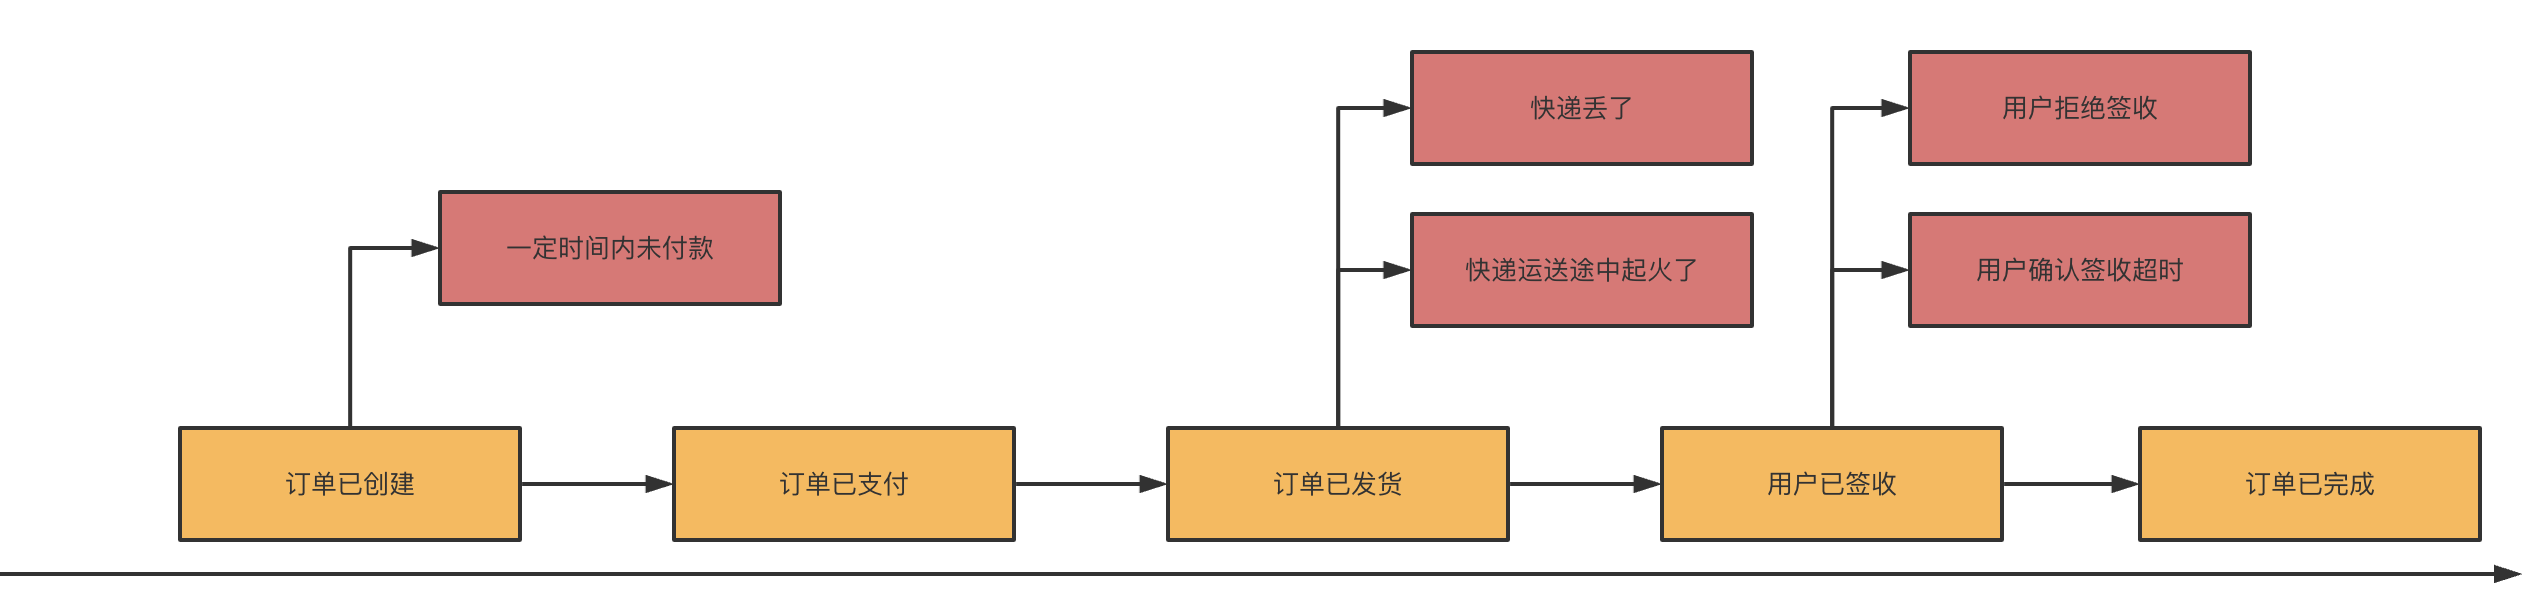 快递丢了
用户拒绝签收
一定时间内未付款
快递运送途中起火了
用户确认签收超时
订单已创建
订单已支付
订单已发货
用户已签收
订单已完成